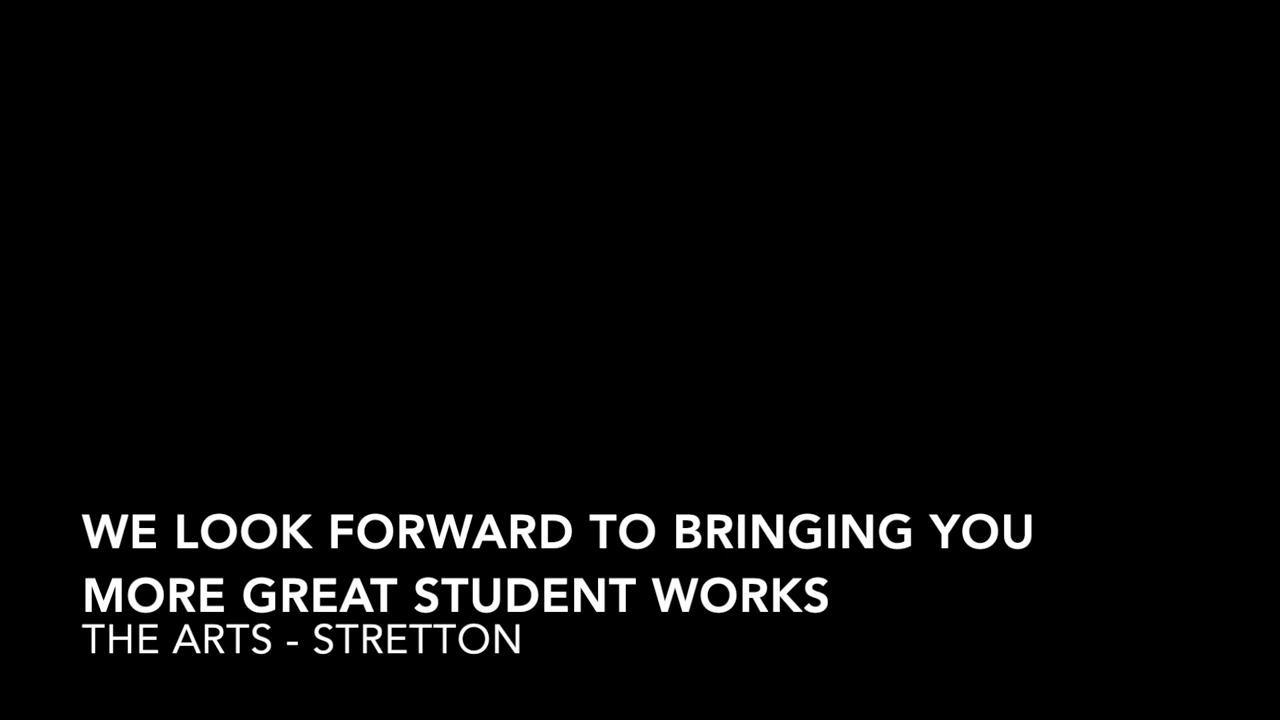 WE LOOK FORWARD TO BRINGING YOU
MORE GREAT STUDENT WORKS
THE ARTS - STRETTON